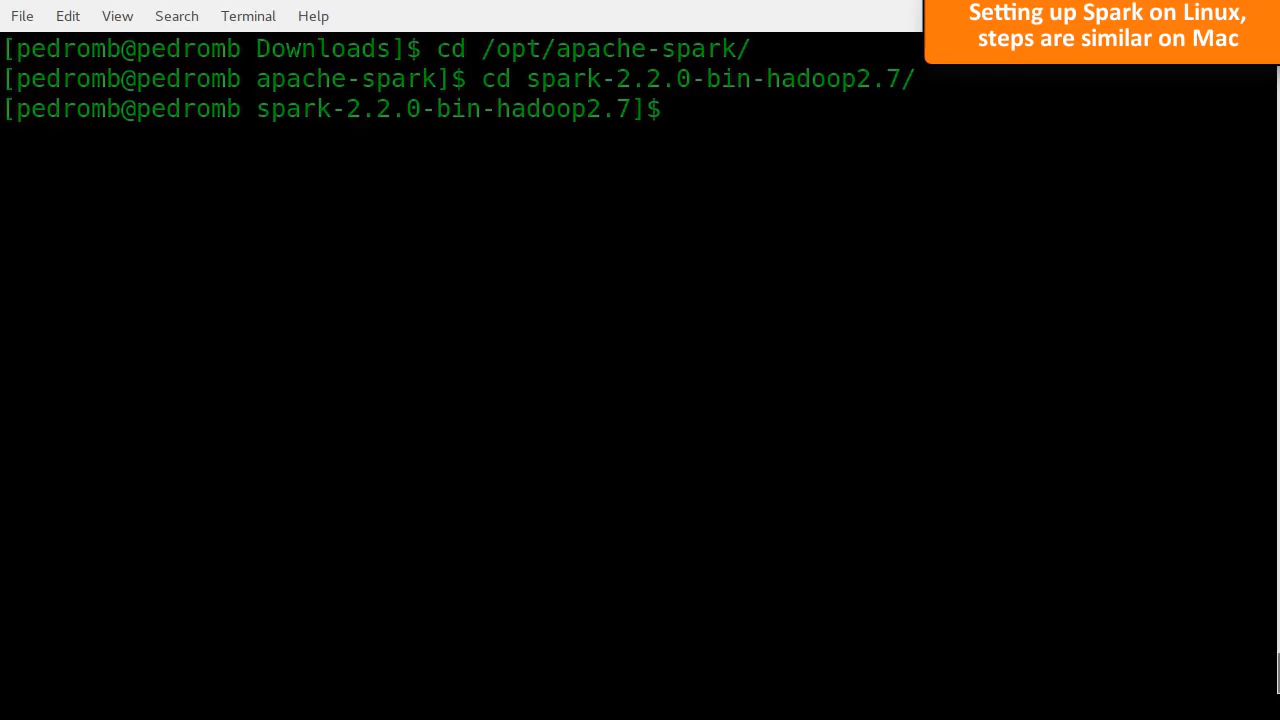 File Edit View Search Terminal Help
Setting up Spark on Linux,
steps are similar on Mac
[pedromb@pedromb Downloads]$ cd /opt/apache-spark/
[pedromb@pedromb apache-spark]$ cd spark-2.2.0-bin-hadoop2.7/
[pedromb@pedromb spark-2.2.0-bin-hadoop2.7]$